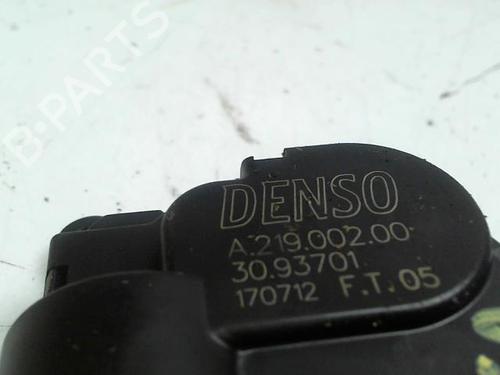 B-PARTS
DENSO
A.219.002.00
30.93701
170712 F.T.05